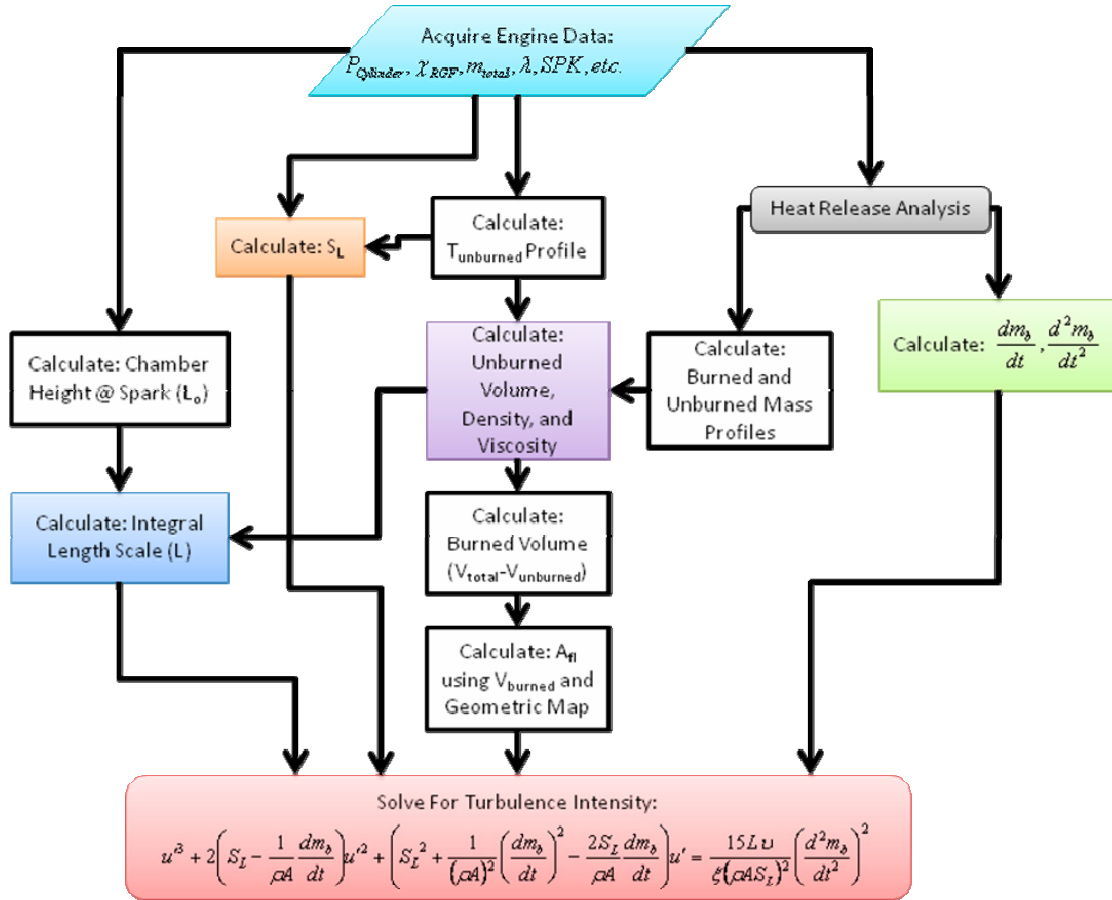 Acquire Engine Data:
P_Cylinder, χ_RGF, m_total, λ, SPK, etc.
Heat Release Analysis
Calculate: S_L
Calculate:
T_unburned Profile
Calculate: Chamber
Height @ Spark (L_o)
Calculate:
Unburned
Volume,
Density, and
Viscosity
Calculate:
Burned and
Unburned Mass
Profiles
Calculate: dm_b/dt, d²m_b/dt²
Calculate: Integral
Length Scale (L)
Calculate:
Burned Volume
(V_total-V_unburned)
Calculate: A_fl
using V_burned and
Geometric Map
Solve For Turbulence Intensity:
u'³ + 2(S_L - 1/ρA dm_b/dt)u'² + (S_L² + 1/(ρA)² (dm_b/dt)² - 2S_L/ρA dm_b/dt)u' = 15Lυ/ξ(ρAS_L)² (d²m_b/dt²)²